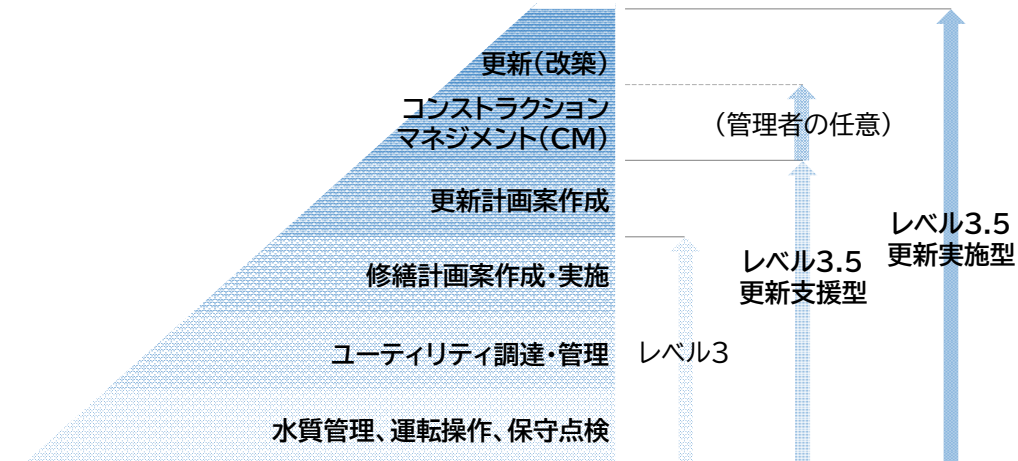 更新（改築）
コンストラクション
マネジメント（CM）
（管理者の任意）
更新計画案作成
レベル3.5
更新実施型
レベル3.5
更新支援型
修繕計画案作成・実施
ユーティリティ調達・管理
レベル3
水質管理、運転操作、保守点検